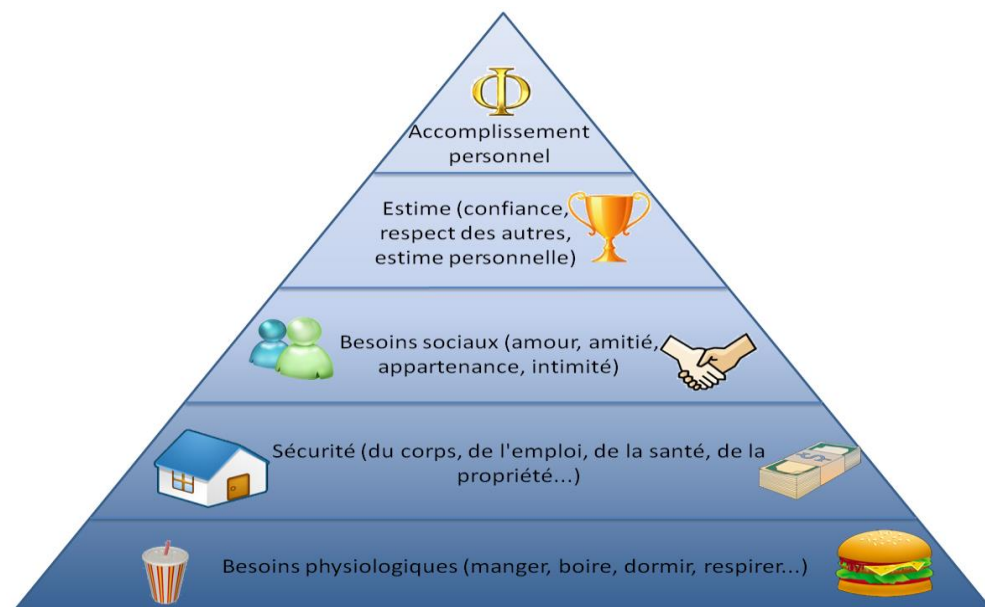 Φ
Accomplissement
personnel
Estime (confiance,
respect des autres,
estime personnelle)
Besoins sociaux (amour, amitié,
appartenance, intimité)
Sécurité (du corps, de l'emploi, de la santé, de la
propriété...)
$
Besoins physiologiques (manger, boire, dormir, respirer...)